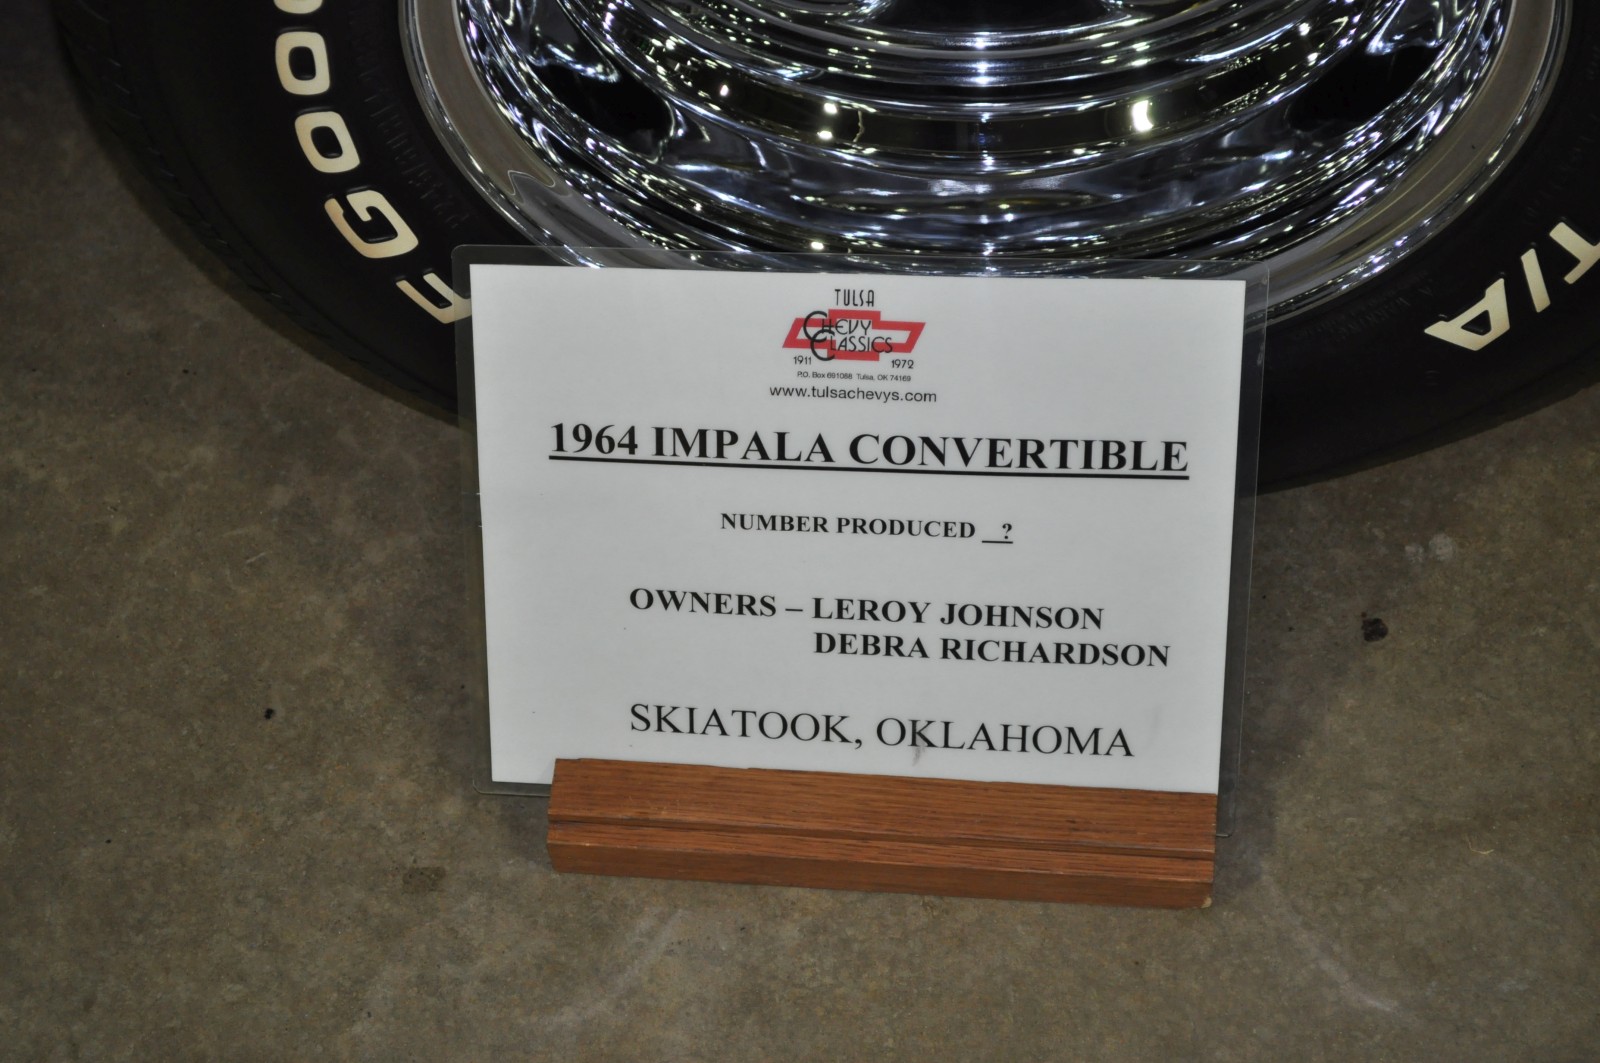 TULSA
CHEVY
CLASSICS
1911 1972
P.O. Box 691088 Tulsa, OK 74169
www.tulsachevys.com
1964 IMPALA CONVERTIBLE
NUMBER PRODUCED ?
OWNERS – LEROY JOHNSON
DEBRA RICHARDSON
SKIATOOK, OKLAHOMA